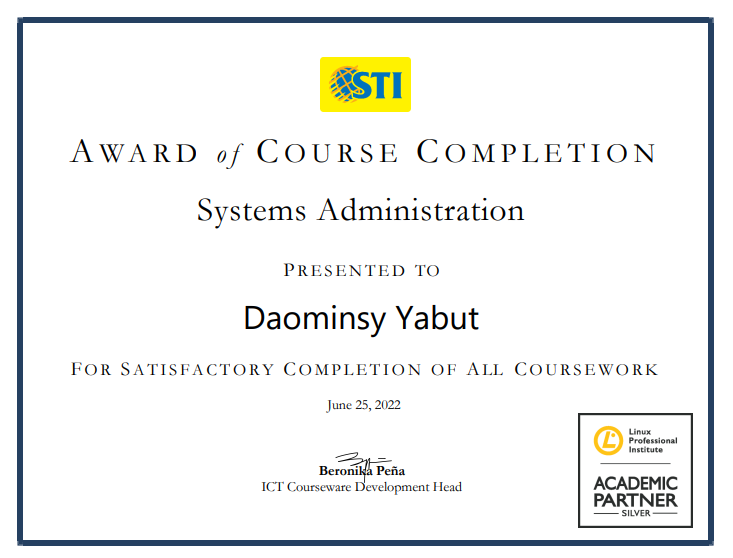 STI
AWARD of COURSE COMPLETION
Systems Administration
PRESENTED TO
Daominsy Yabut
FOR SATISFACTORY COMPLETION OF ALL COURSEWORK
June 25, 2022
Beronika Peña
ICT Courseware Development Head
Linux
Professional
Institute
ACADEMIC
PARTNER
SILVER